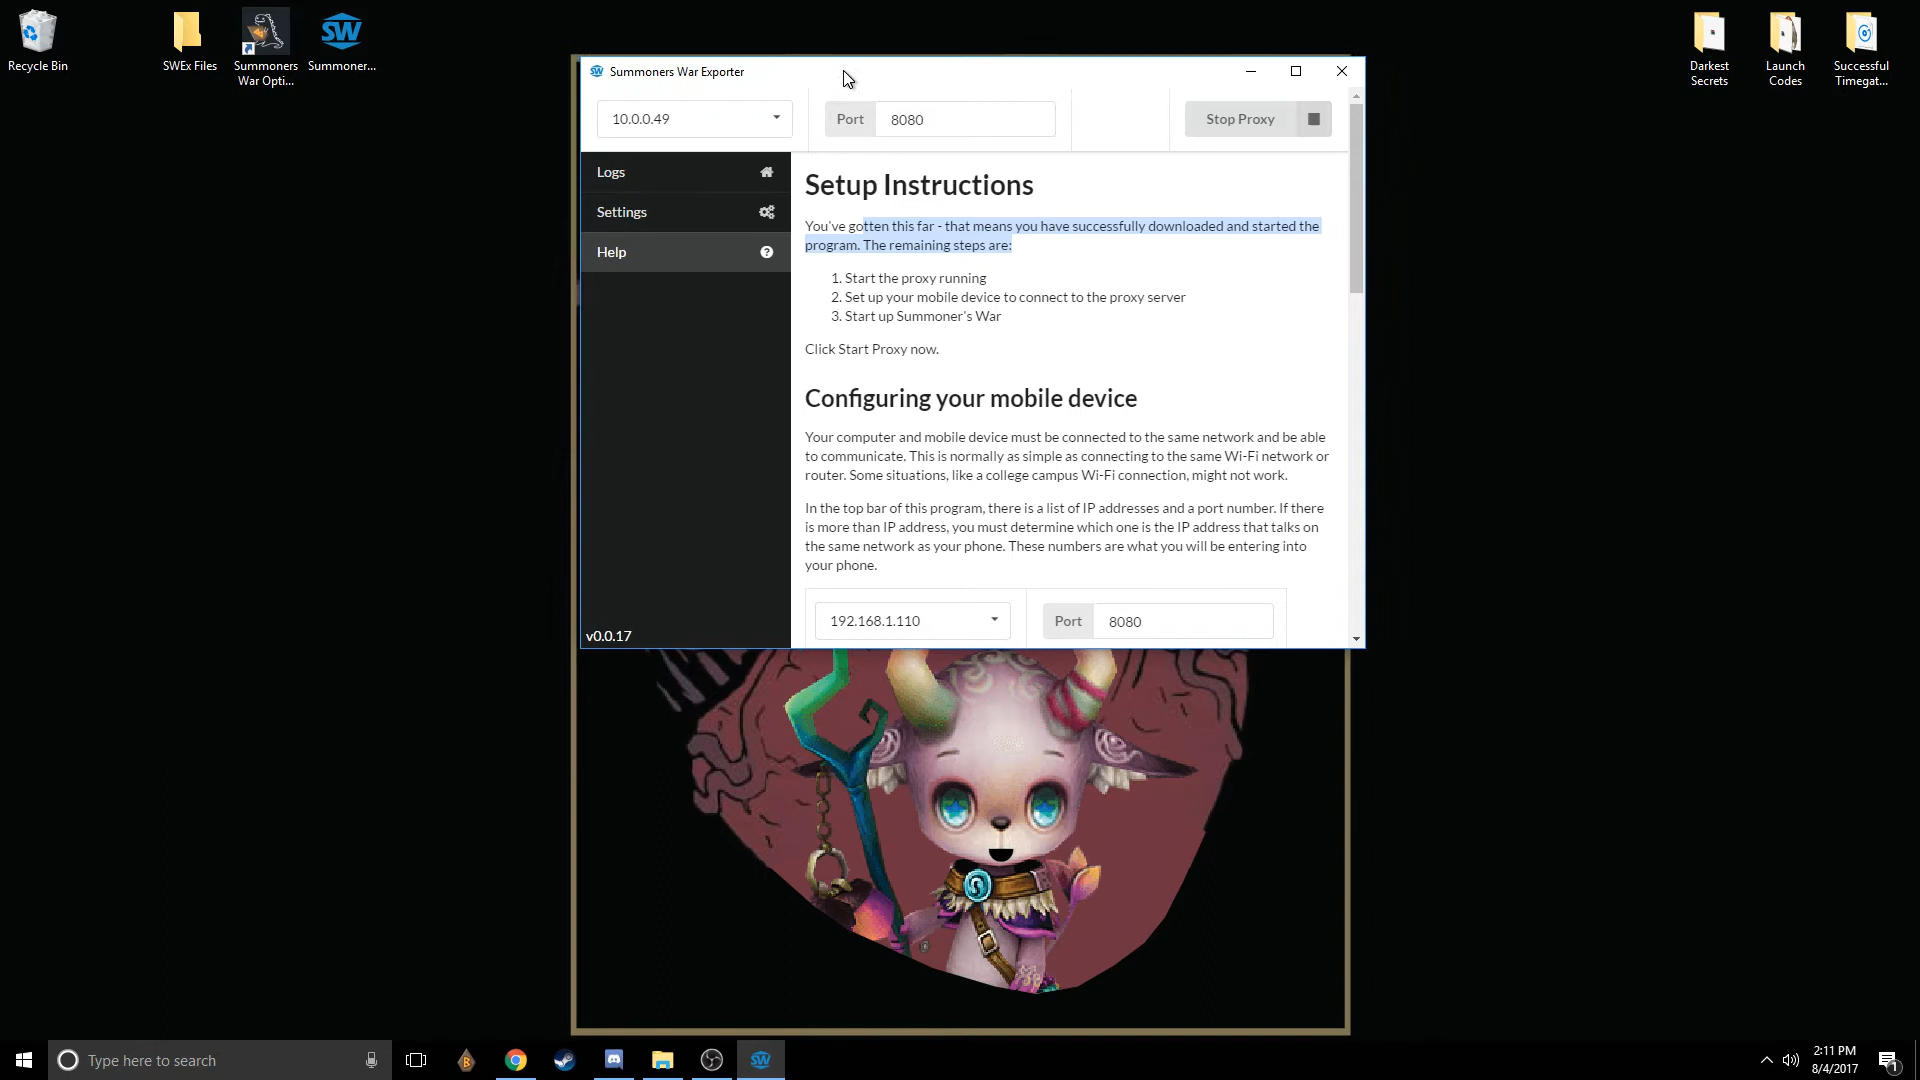 Recycle Bin
SWEx Files
Summoners
War Opti...
SW
Summoner...
Darkest
Secrets
Launch
Codes
Successful
Timegat...
SW Summoners War Exporter
10.0.0.49
Port 8080
Stop Proxy
Logs
Settings
Help
v0.0.17
Setup Instructions
You've gotten this far - that means you have successfully downloaded and started the
program. The remaining steps are:
1. Start the proxy running
2. Set up your mobile device to connect to the proxy server
3. Start up Summoner's War
Click Start Proxy now.
Configuring your mobile device
Your computer and mobile device must be connected to the same network and be able
to communicate. This is normally as simple as connecting to the same Wi-Fi network or
router. Some situations, like a college campus Wi-Fi connection, might not work.
In the top bar of this program, there is a list of IP addresses and a port number. If there
is more than IP address, you must determine which one is the IP address that talks on
the same network as your phone. These numbers are what you will be entering into
your phone.
192.168.1.110
Port 8080
Type here to search
B
SW
2:11 PM
8/4/2017
1